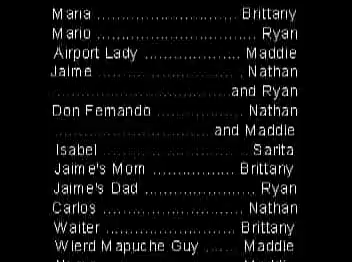 Maria .............................. Brittany
Mario .................................. Ryan
Airport Lady .................... Maddie
Jaime ................................ Nathan
.....................................and Ryan
Don Fernando .................. Nathan
................................. and Maddie
Isabel ................................ Sarita
Jaime's Mom ................. Brittany
Jaime's Dad ....................... Ryan
Carlos ............................... Nathan
Waiter ............................ Brittany
Wierd Mapuche Guy ....... Maddie